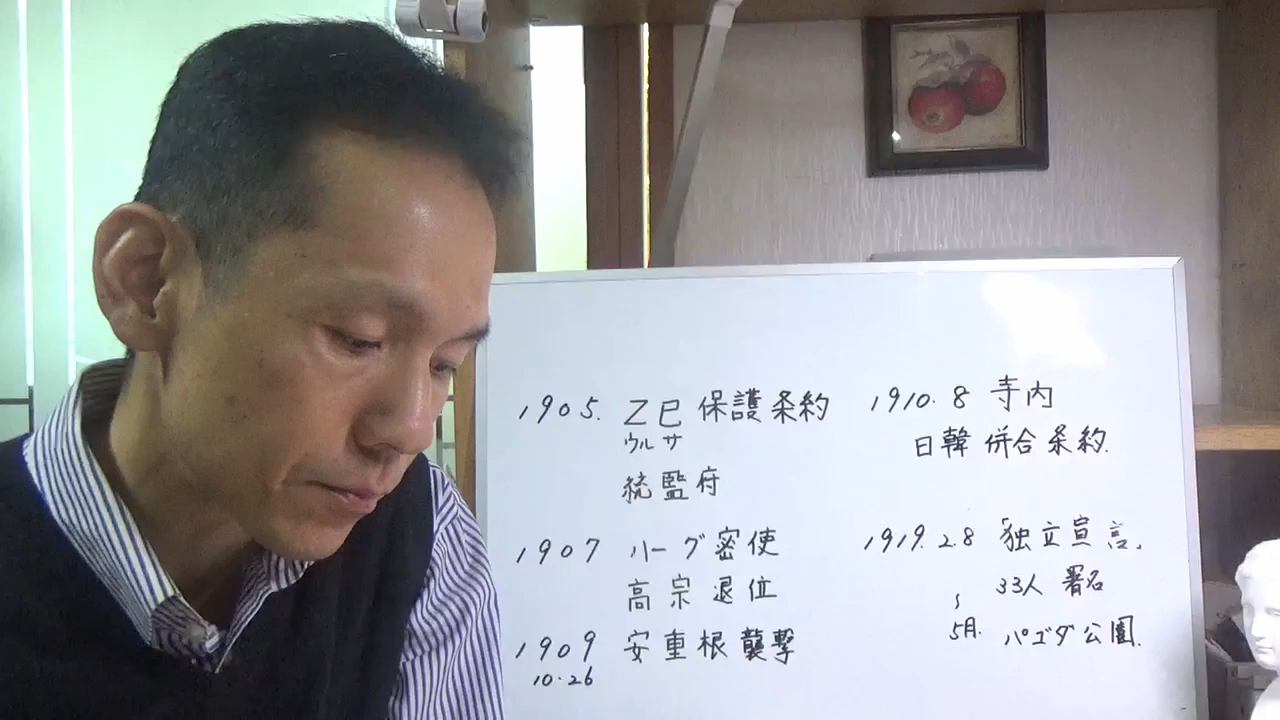 1905. 乙巳保護条約
ウルサ
統監府
1907 ハーグ密使
高宗退位
1909 安重根襲撃
10.26
1910.8 寺内
日韓併合条約.
1919.2.8 「独立宣言」
33人 署名
〜
5月. パゴダ公園.